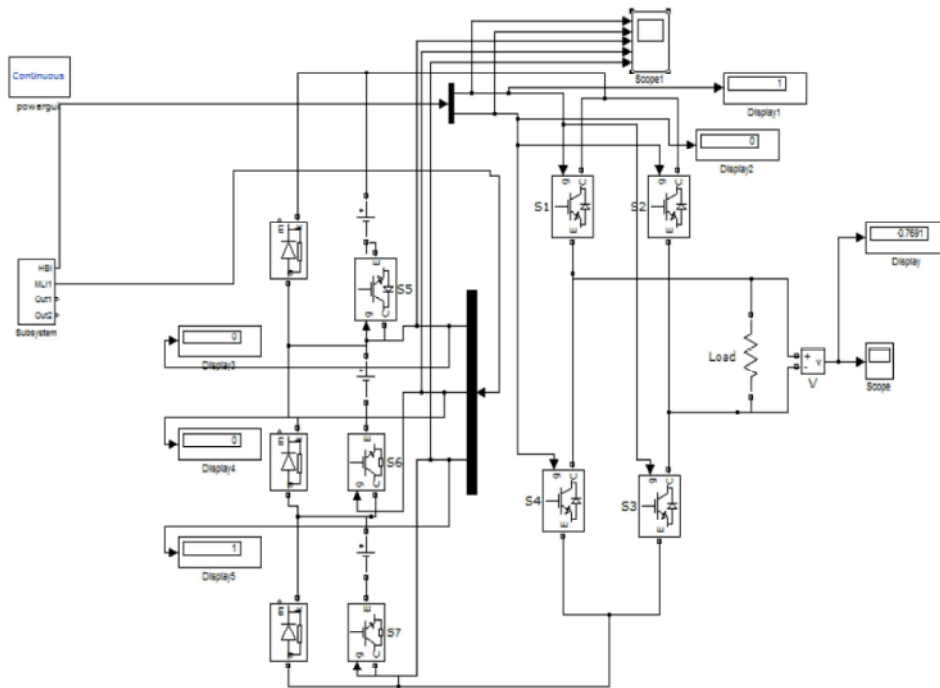 Continuous
powergui
Scope1
1
Display1
0
Display2
g
C
S1
E
g
C
S2
E
-0.7691
Display
HBI
MLI1
Out1
Out2
Subsystem
E
S5
g
C
0
Display3
Load
+
-
v
V
Scope
0
Display4
E
S6
g
C
g
C
S4
E
g
C
S3
E
1
Display5
E
S7
g
C